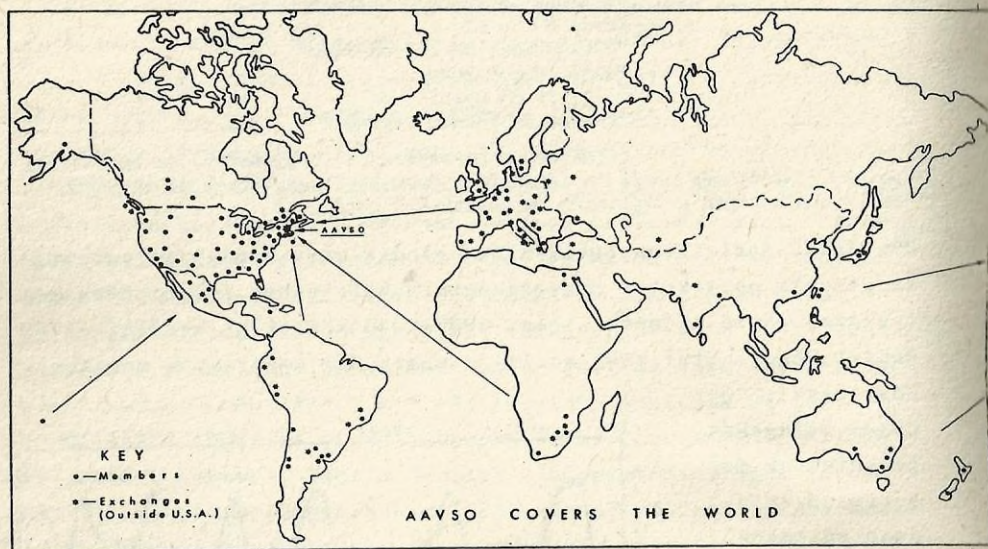 AAVSO
KEY
• — Members
• — Exchanges
(Outside U.S.A.)
AAVSO COVERS THE WORLD